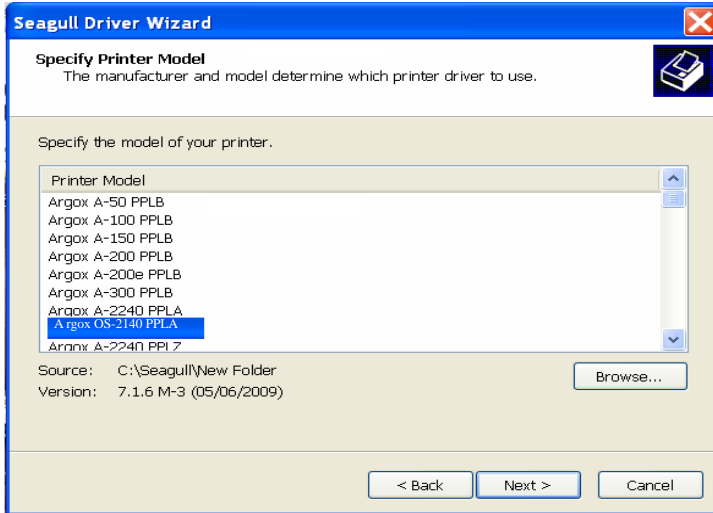 Seagull Driver Wizard
Specify Printer Model
The manufacturer and model determine which printer driver to use.
Specify the model of your printer.
Printer Model
Argox A-50 PPLB
Argox A-100 PPLB
Argox A-150 PPLB
Argox A-200 PPLB
Argox A-200e PPLB
Argox A-300 PPLB
Argox A-2240 PPLA
A rgox OS-2140 PPLA
Argox A-2240 PPLZ
Source: C:\Seagull\New Folder
Browse...
Version: 7.1.6 M-3 (05/06/2009)
< Back Next > Cancel